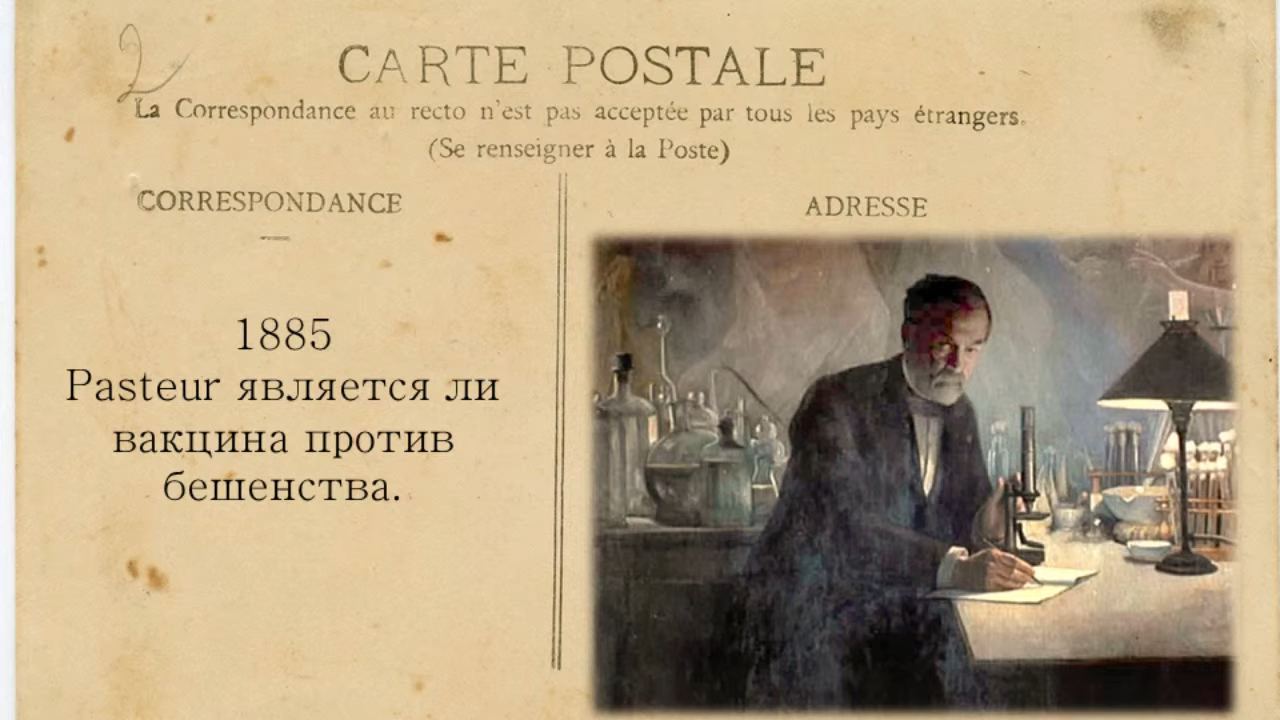 2
CARTE POSTALE
La Correspondance au recto n'est pas acceptée par tous les pays étrangers.
(Se renseigner à la Poste)
CORRESPONDANCE
ADRESSE
1885
Pasteur является ли
вакцина против
бешенства.